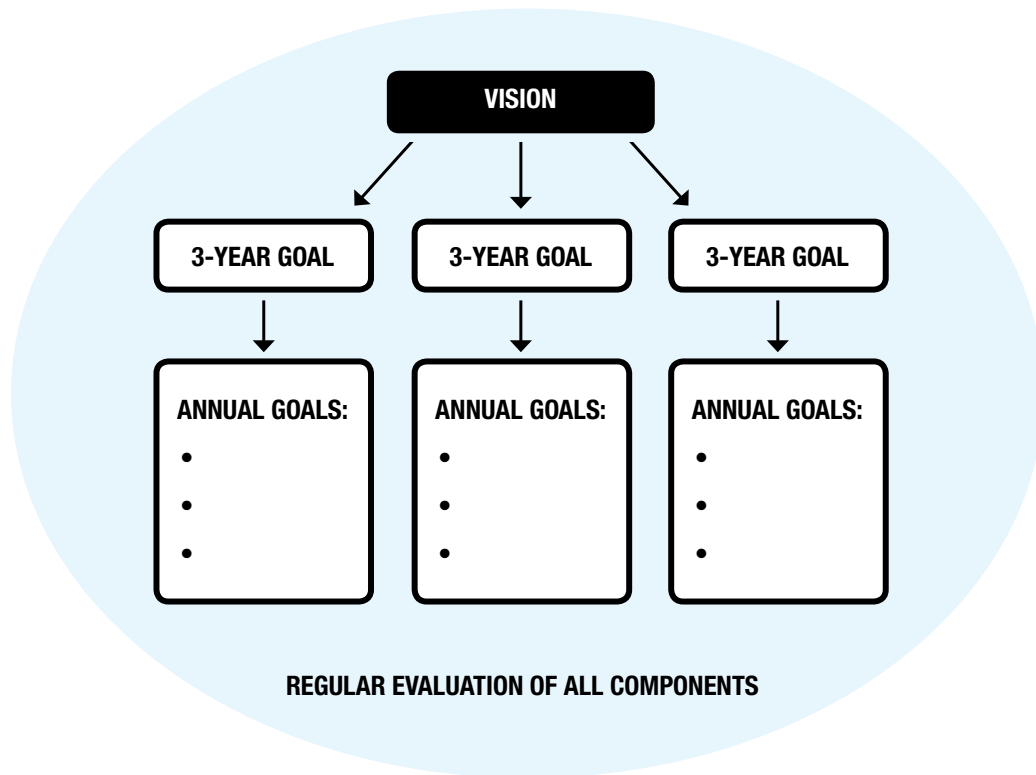 VISION
3-YEAR GOAL
3-YEAR GOAL
3-YEAR GOAL
ANNUAL GOALS:
•
•
•
ANNUAL GOALS:
•
•
•
ANNUAL GOALS:
•
•
•
REGULAR EVALUATION OF ALL COMPONENTS